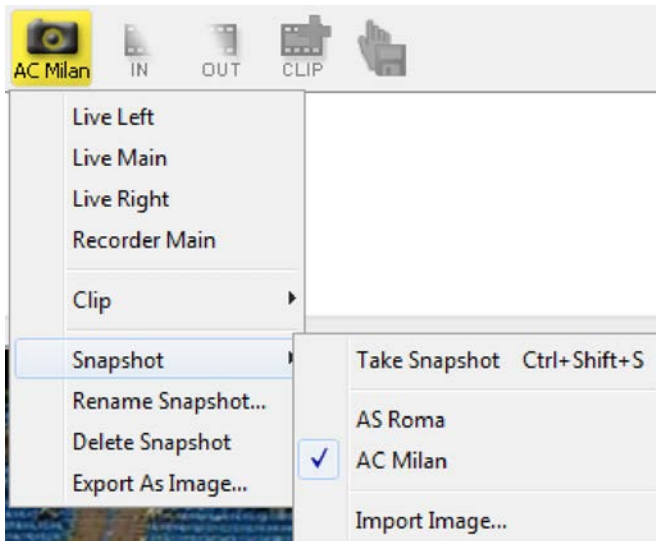 AC Milan IN OUT CLIP
Live Left
Live Main
Live Right
Recorder Main
Clip
Snapshot
Rename Snapshot...
Delete Snapshot
Export As Image...
Take Snapshot Ctrl+Shift+S
AS Roma
AC Milan
Import Image...